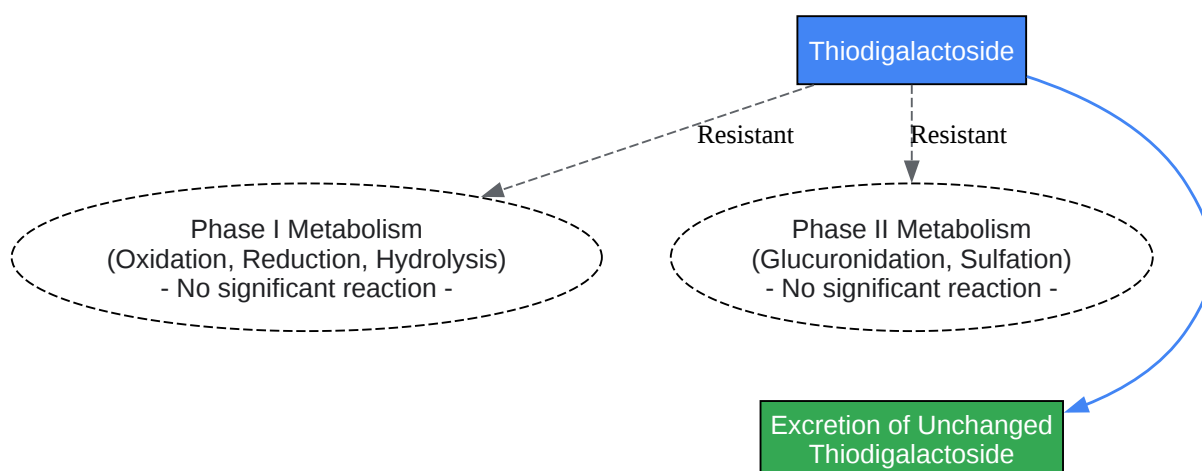 Thiodigalactoside
Resistant
Resistant
Phase I Metabolism
(Oxidation, Reduction, Hydrolysis)
- No significant reaction -
Phase II Metabolism
(Glucuronidation, Sulfation)
- No significant reaction -
Excretion of Unchanged
Thiodigalactoside